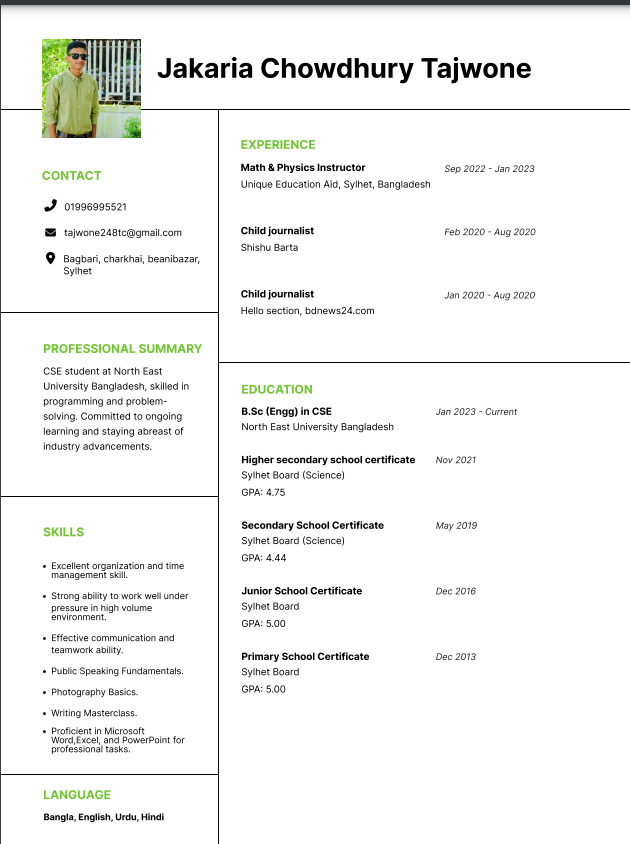 Jakaria Chowdhury Tajwone
CONTACT
01996995521
tajwone248tc@gmail.com
Bagbari, charkhai, beanibazar,
Sylhet
PROFESSIONAL SUMMARY
CSE student at North East
University Bangladesh, skilled in
programming and problem-
solving. Committed to ongoing
learning and staying abreast of
industry advancements.
SKILLS
• Excellent organization and time
management skill.
• Strong ability to work well under
pressure in high volume
environment.
• Effective communication and
teamwork ability.
• Public Speaking Fundamentals.
• Photography Basics.
• Writing Masterclass.
• Proficient in Microsoft
Word,Excel, and PowerPoint for
professional tasks.
LANGUAGE
Bangla, English, Urdu, Hindi
EXPERIENCE
Math & Physics Instructor Sep 2022 - Jan 2023
Unique Education Aid, Sylhet, Bangladesh
Child journalist Feb 2020 - Aug 2020
Shishu Barta
Child journalist Jan 2020 - Aug 2020
Hello section, bdnews24.com
EDUCATION
B.Sc (Engg) in CSE Jan 2023 - Current
North East University Bangladesh
Higher secondary school certificate Nov 2021
Sylhet Board (Science)
GPA: 4.75
Secondary School Certificate May 2019
Sylhet Board (Science)
GPA: 4.44
Junior School Certificate Dec 2016
Sylhet Board
GPA: 5.00
Primary School Certificate Dec 2013
Sylhet Board
GPA: 5.00